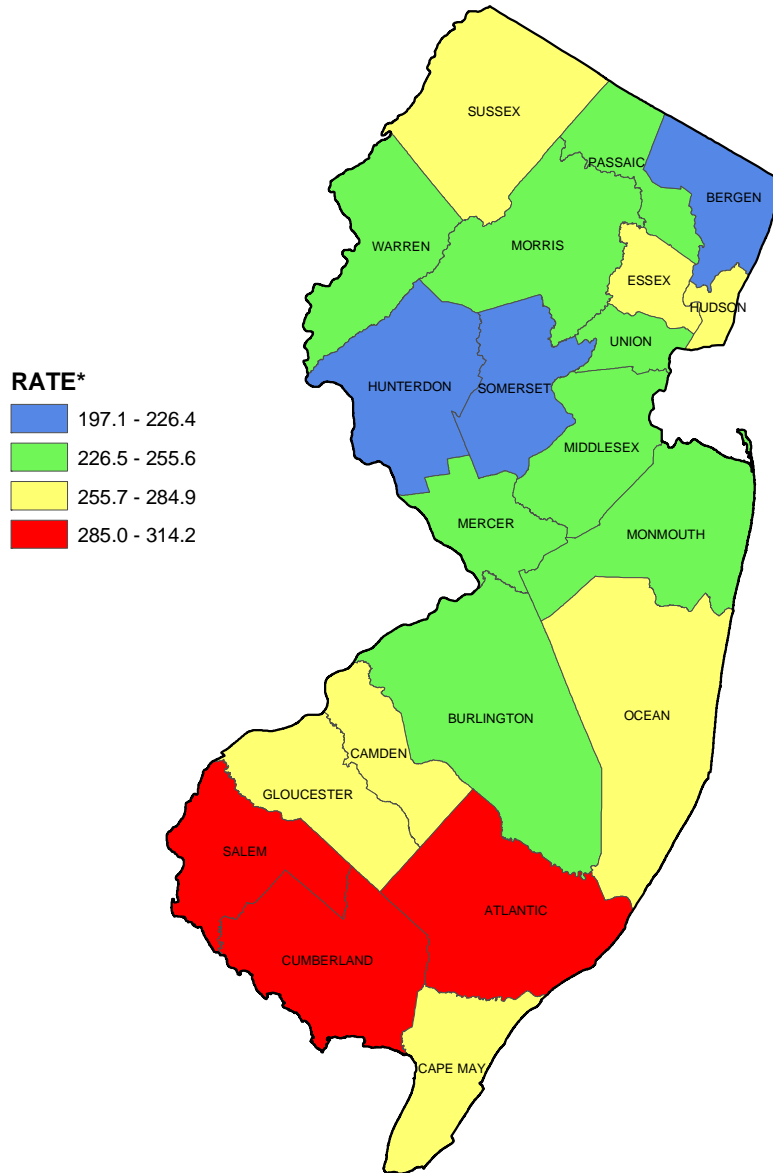 SUSSEX
PASSAIC
BERGEN
WARREN
MORRIS
ESSEX
HUDSON
UNION
RATE*
HUNTERDON
SOMERSET
197.1 - 226.4
226.5 - 255.6
MIDDLESEX
255.7 - 284.9
MERCER
MONMOUTH
285.0 - 314.2
BURLINGTON
OCEAN
CAMDEN
GLOUCESTER
SALEM
ATLANTIC
CUMBERLAND
CAPE MAY